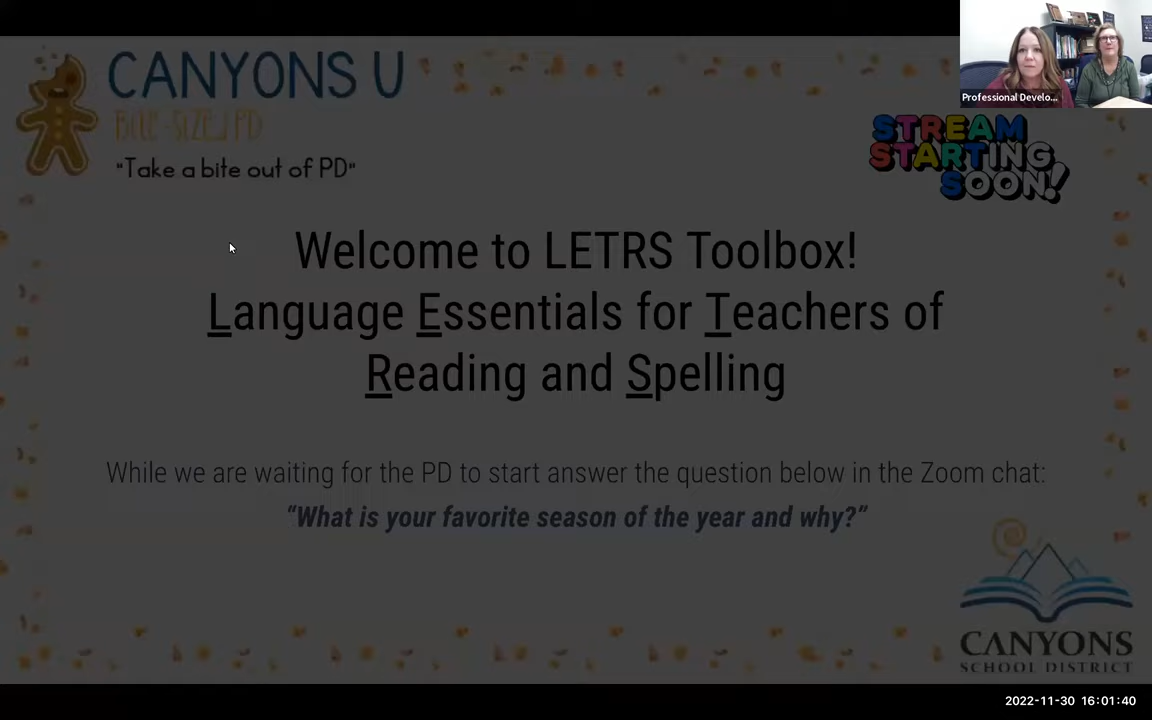 CANYONS U
BITE-SIZED PD
"Take a bite out of PD"
Professional Develo...
STREAM
STARTING
SOON!
Welcome to LETRS Toolbox!
Language Essentials for Teachers of
Reading and Spelling
While we are waiting for the PD to start answer the question below in the Zoom chat:
“What is your favorite season of the year and why?”
CANYONS
SCHOOL DISTRICT
2022-11-30 16:01:40